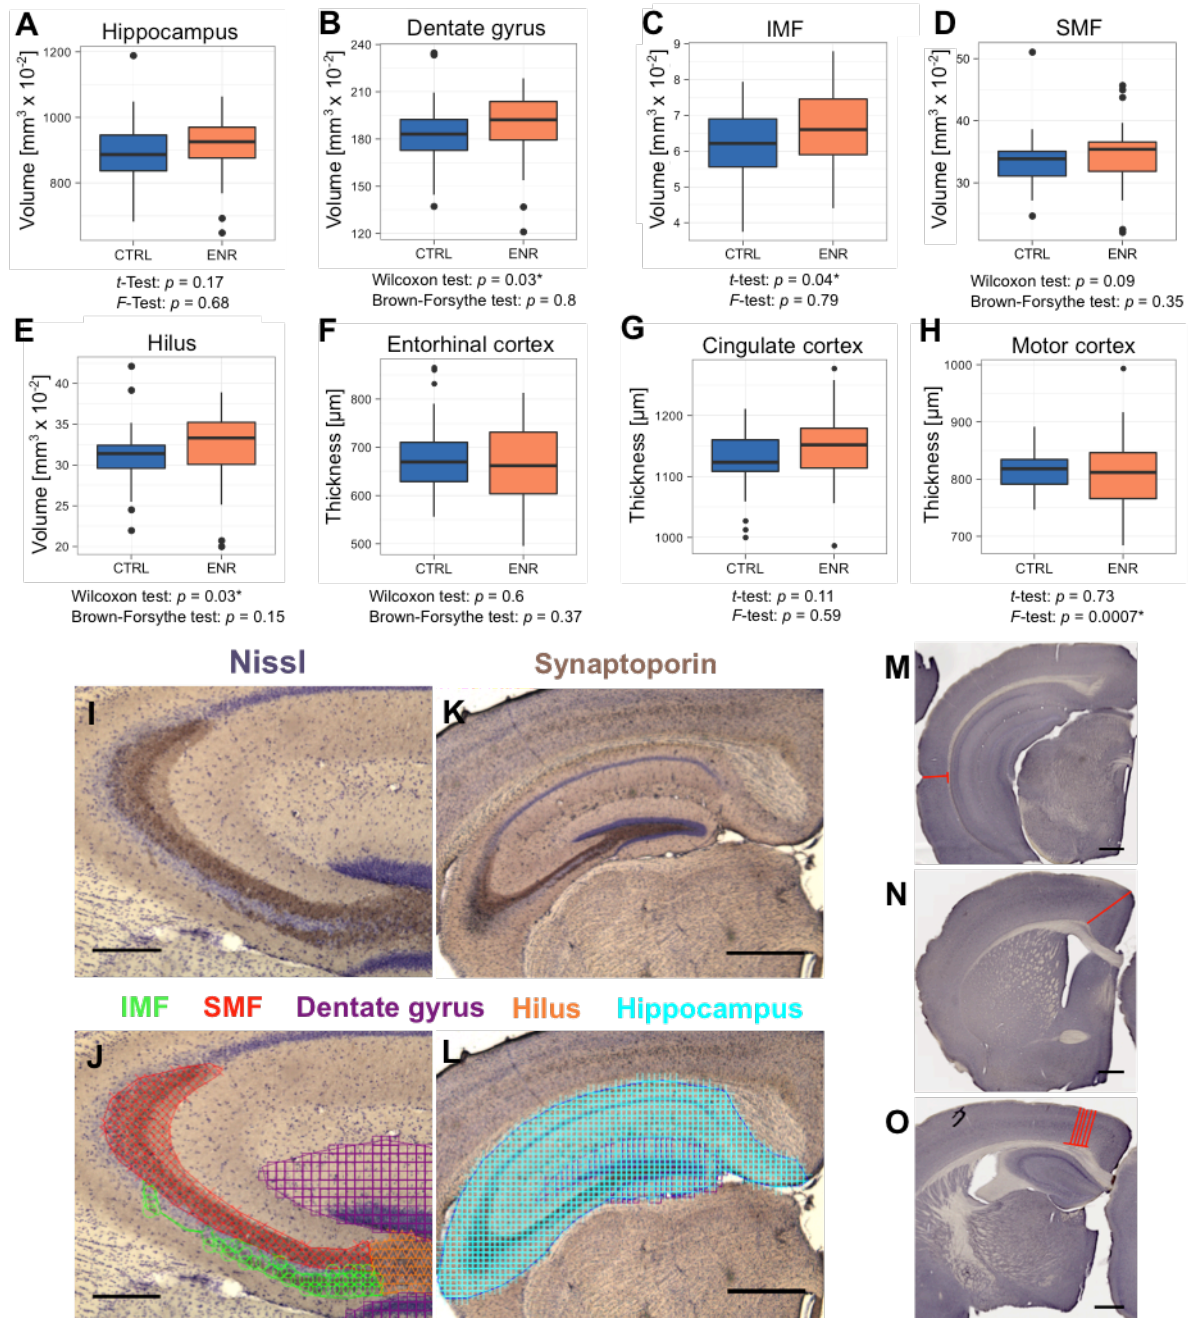 A
Hippocampus
Volume [mm³ x 10⁻²]
1200
1000
800
CTRL
ENR
t-Test: p = 0.17
F-Test: p = 0.68
B
Dentate gyrus
Volume [mm³ x 10⁻²]
240
210
180
150
120
CTRL
ENR
Wilcoxon test: p = 0.03*
Brown-Forsythe test: p = 0.8
C
IMF
Volume [mm³ x 10⁻²]
9
8
7
6
5
4
CTRL
ENR
t-test: p = 0.04*
F-test: p = 0.79
D
SMF
Volume [mm³ x 10⁻²]
50
40
30
CTRL
ENR
Wilcoxon test: p = 0.09
Brown-Forsythe test: p = 0.35
E
Hilus
Volume [mm³ x 10⁻²]
40
35
30
25
20
CTRL
ENR
Wilcoxon test: p = 0.03*
Brown-Forsythe test: p = 0.15
F
Entorhinal cortex
Thickness [µm]
800
700
600
500
CTRL
ENR
Wilcoxon test: p = 0.6
Brown-Forsythe test: p = 0.37
G
Cingulate cortex
Thickness [µm]
1200
1100
1000
CTRL
ENR
t-test: p = 0.11
F-test: p = 0.59
H
Motor cortex
Thickness [µm]
1000
900
800
700
CTRL
ENR
t-test: p = 0.73
F-test: p = 0.0007*
Nissl
Synaptoporin
I
K
M
N
IMF SMF Dentate gyrus Hilus Hippocampus
J
L
O